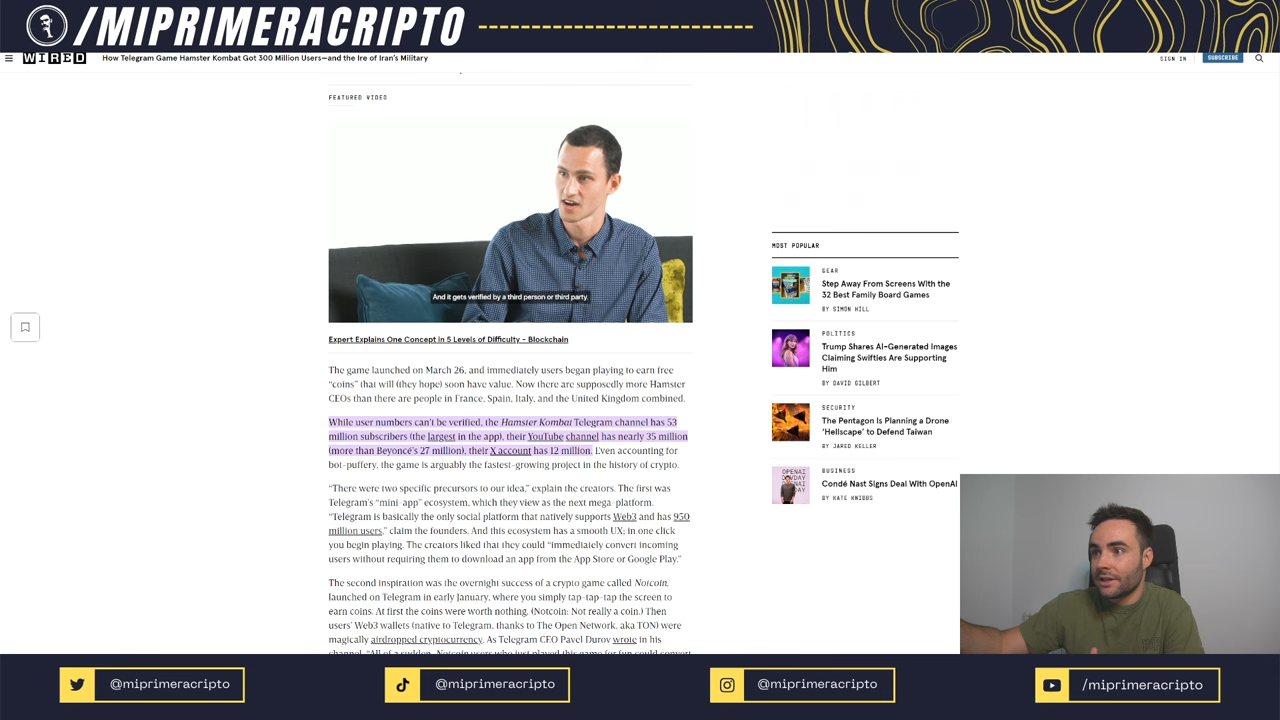 /MIPRIMERACRIPTO
WIRED
How Telegram Game Hamster Kombat Got 300 Million Users—and the Ire of Iran's Military
SIGN IN
SUBSCRIBE
FEATURED VIDEO
And it gets verified by a third person or third party.
Expert Explains One Concept in 5 Levels of Difficulty - Blockchain
The game launched on March 26, and immediately users began playing to earn free
“coins” that will (they hope) soon have value. Now there are supposedly more Hamster
CEOs than there are people in France, Spain, Italy, and the United Kingdom combined.
While user numbers can’t be verified, the Hamster Kombat Telegram channel has 53
million subscribers (the largest in the app), their YouTube channel has nearly 35 million
(more than Beyoncé’s 27 million), their X account has 12 million. Even accounting for
bot-puffery, the game is arguably the fastest-growing project in the history of crypto.
“There were two specific precursors to our idea,” explain the creators. The first was
Telegram’s “mini-app” ecosystem, which they view as the next mega-platform.
“Telegram is basically the only social platform that natively supports Web3 and has 950
million users,” claim the founders. And this ecosystem has a smooth UX; in one click
you begin playing. The creators liked that they could “immediately convert incoming
users without requiring them to download an app from the App Store or Google Play.”
The second inspiration was the overnight success of a crypto game called Notcoin,
launched on Telegram in early January, where you simply tap-tap-tap the screen to
earn coins. At first the coins were worth nothing. (Notcoin: Not really a coin.) Then
users’ Web3 wallets (native to Telegram, thanks to The Open Network, aka TON) were
magically airdropped cryptocurrency. As Telegram CEO Pavel Durov wrote in his
channel, “All of a sudden, Notcoin users who just played this game for fun could convert
MOST POPULAR
GEAR
Step Away From Screens With the
32 Best Family Board Games
BY SIMON HILL
POLITICS
Trump Shares AI-Generated Images
Claiming Swifties Are Supporting
Him
BY DAVID GILBERT
SECURITY
The Pentagon Is Planning a Drone
‘Hellscape’ to Defend Taiwan
BY JARED KELLER
OPENAI
BUSINESS
Condé Nast Signs Deal With OpenAI
BY KATE KNIBBS
@miprimeracripto
@miprimeracripto
@miprimeracripto
/miprimeracripto